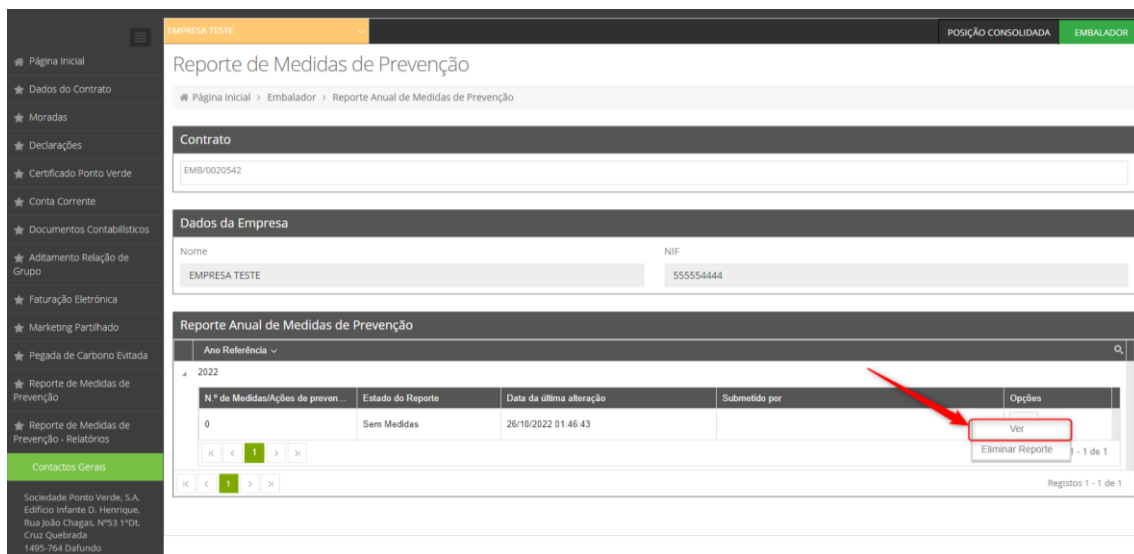 EMPRESA TESTE
POSIÇÃO CONSOLIDADA
EMBALADOR
Página Inicial
Dados do Contrato
Moradas
Declarações
Certificado Ponto Verde
Conta Corrente
Documentos Contabilísticos
Aditamento Relação de
Grupo
Faturação Eletrónica
Marketing Partilhado
Pegada de Carbono Evitada
Reporte de Medidas de
Prevenção
Reporte de Medidas de
Prevenção - Relatórios
Contactos Gerais
Sociedade Ponto Verde, S.A.
Edifício Infante D. Henrique,
Rua João Chagas, Nº53 1ºDt.
Cruz Quebrada
1495-764 Dafundo
Reporte de Medidas de Prevenção
Página Inicial > Embalador > Reporte Anual de Medidas de Prevenção
Contrato
EMB/0020542
Dados da Empresa
Nome NIF
EMPRESA TESTE 555554444
Reporte Anual de Medidas de Prevenção
Ano Referência
2022
N.º de Medidas/Ações de preven... Estado do Reporte Data da última alteração Submetido por Opções
0 Sem Medidas 26/10/2022 01:46:43
Ver
Eliminar Reporte
1 1 - 1 de 1
1 Registos 1 - 1 de 1